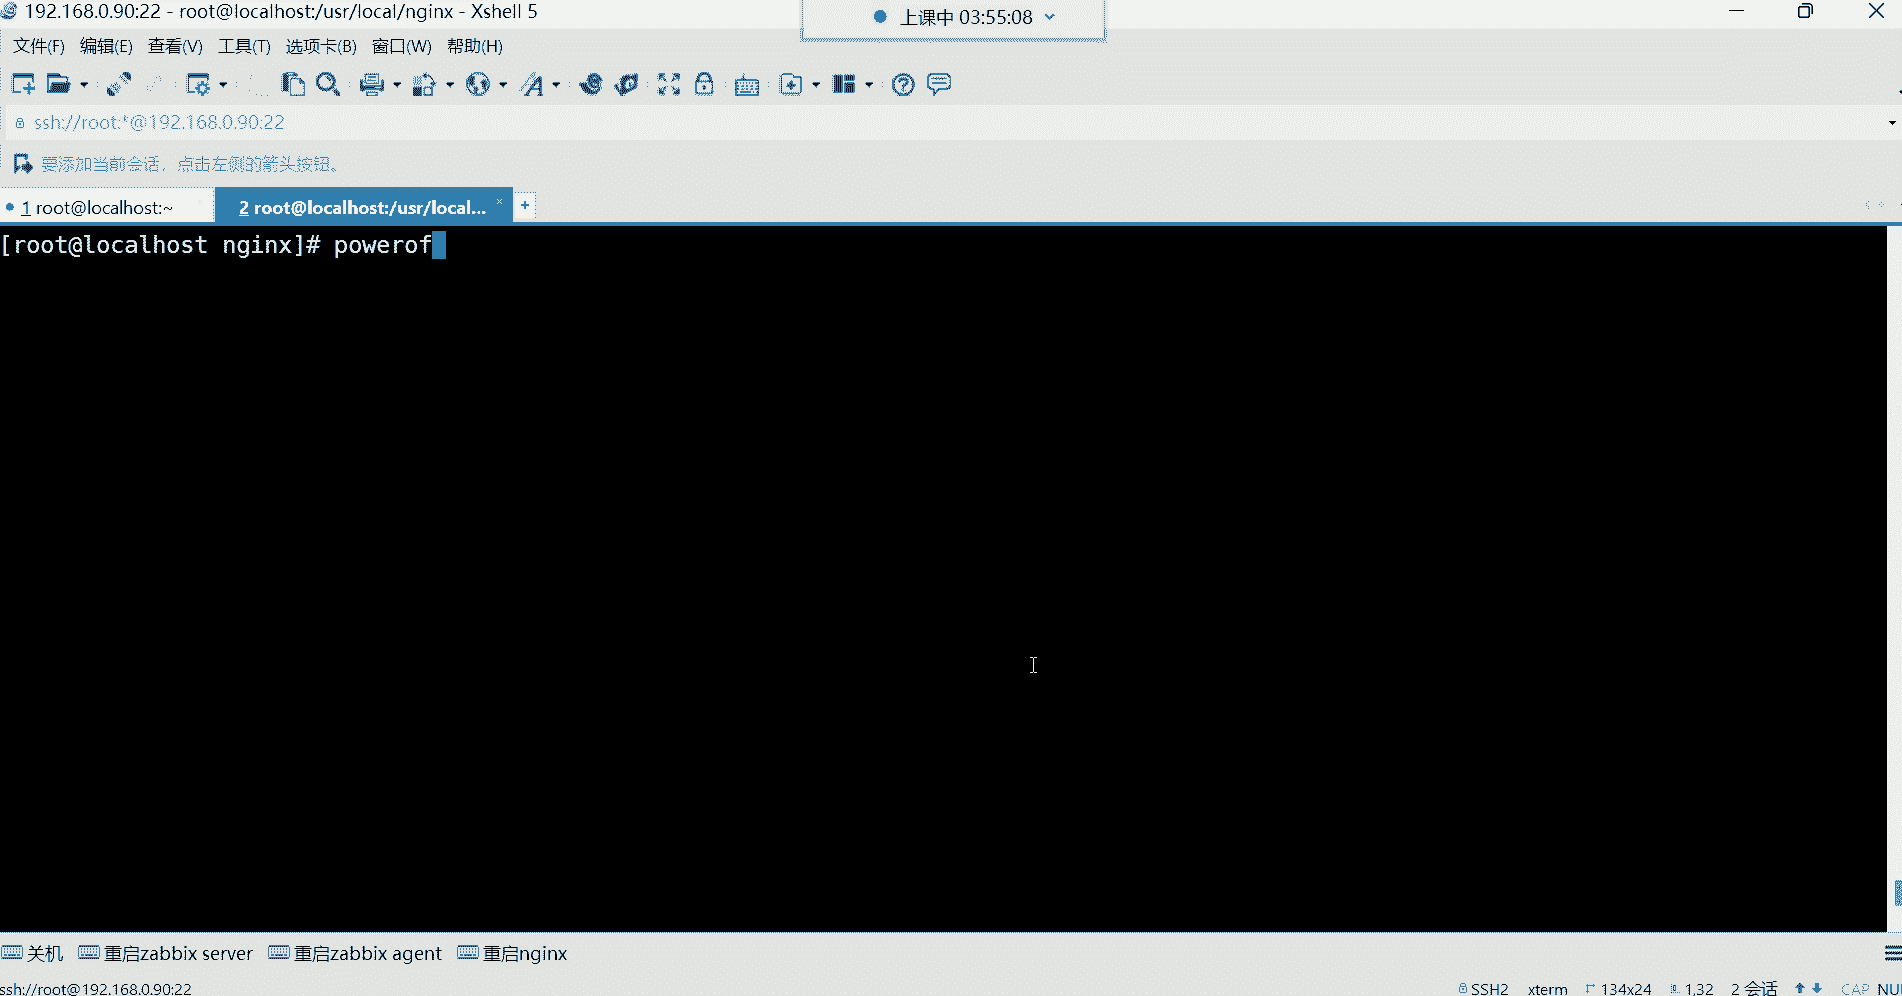 192.168.0.90:22 - root@localhost:/usr/local/nginx - Xshell 5
上课中 03:55:08
文件(F) 编辑(E) 查看(V) 工具(T) 选项卡(B) 窗口(W) 帮助(H)
ssh://root:*@192.168.0.90:22
要添加当前会话，点击左侧的箭头按钮。
1 root@localhost:~ 2 root@localhost:/usr/local... +
[root@localhost nginx]# powerof
关机 重启zabbix server 重启zabbix agent 重启nginx
ssh://root@192.168.0.90:22 SSH2 xterm 134x24 1,32 2 会话 CAP NU